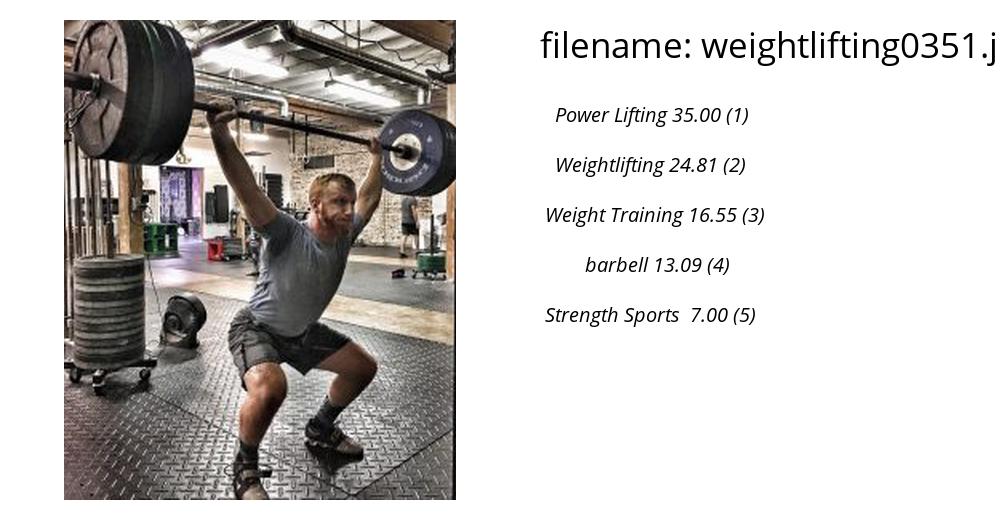 filename: weightlifting0351.j
Power Lifting 35.00 (1)
Weightlifting 24.81 (2)
Weight Training 16.55 (3)
barbell 13.09 (4)
Strength Sports 7.00 (5)